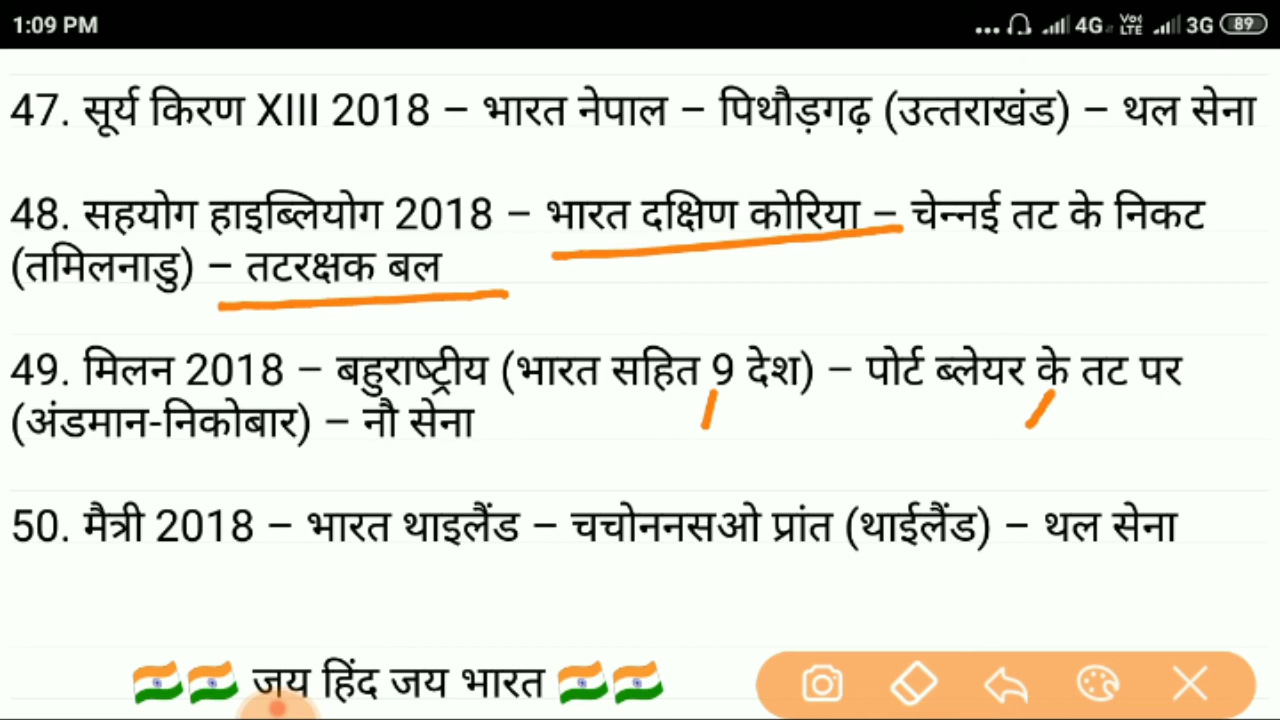 1:09 PM ... 4G VoLTE 3G 89
47. सूर्य किरण XIII 2018 – भारत नेपाल – पिथौड़गढ़ (उत्तराखंड) – थल सेना
48. सहयोग हाइब्लियोग 2018 – भारत दक्षिण कोरिया – चेन्नई तट के निकट
(तमिलनाडु) – तटरक्षक बल
49. मिलन 2018 – बहुराष्ट्रीय (भारत सहित 9 देश) – पोर्ट ब्लेयर के तट पर
(अंडमान-निकोबार) – नौ सेना
50. मैत्री 2018 – भारत थाइलैंड – चचोननसओ प्रांत (थाईलैंड) – थल सेना
🇮🇳🇮🇳 जय हिंद जय भारत 🇮🇳🇮🇳